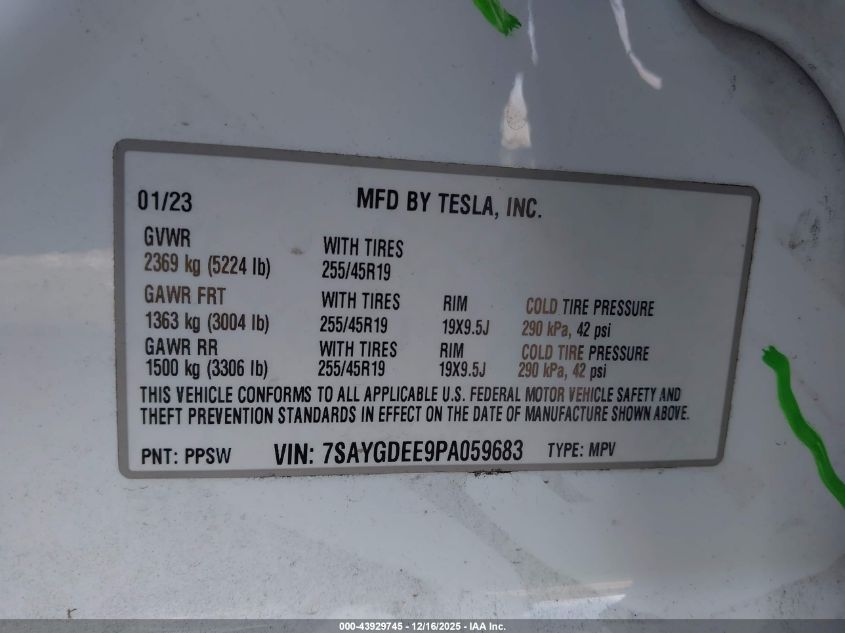 01/23 MFD BY TESLA, INC.
GVWR WITH TIRES
2369 kg (5224 lb) 255/45R19
GAWR FRT WITH TIRES RIM COLD TIRE PRESSURE
1363 kg (3004 lb) 255/45R19 19X9.5J 290 kPa, 42 psi
GAWR RR WITH TIRES RIM COLD TIRE PRESSURE
1500 kg (3306 lb) 255/45R19 19X9.5J 290 kPa, 42 psi
THIS VEHICLE CONFORMS TO ALL APPLICABLE U.S. FEDERAL MOTOR VEHICLE SAFETY AND
THEFT PREVENTION STANDARDS IN EFFECT ON THE DATE OF MANUFACTURE SHOWN ABOVE.
PNT: PPSW VIN: 7SAYGDEE9PA059683 TYPE: MPV
000-43929745 - 12/16/2025 - IAA Inc.